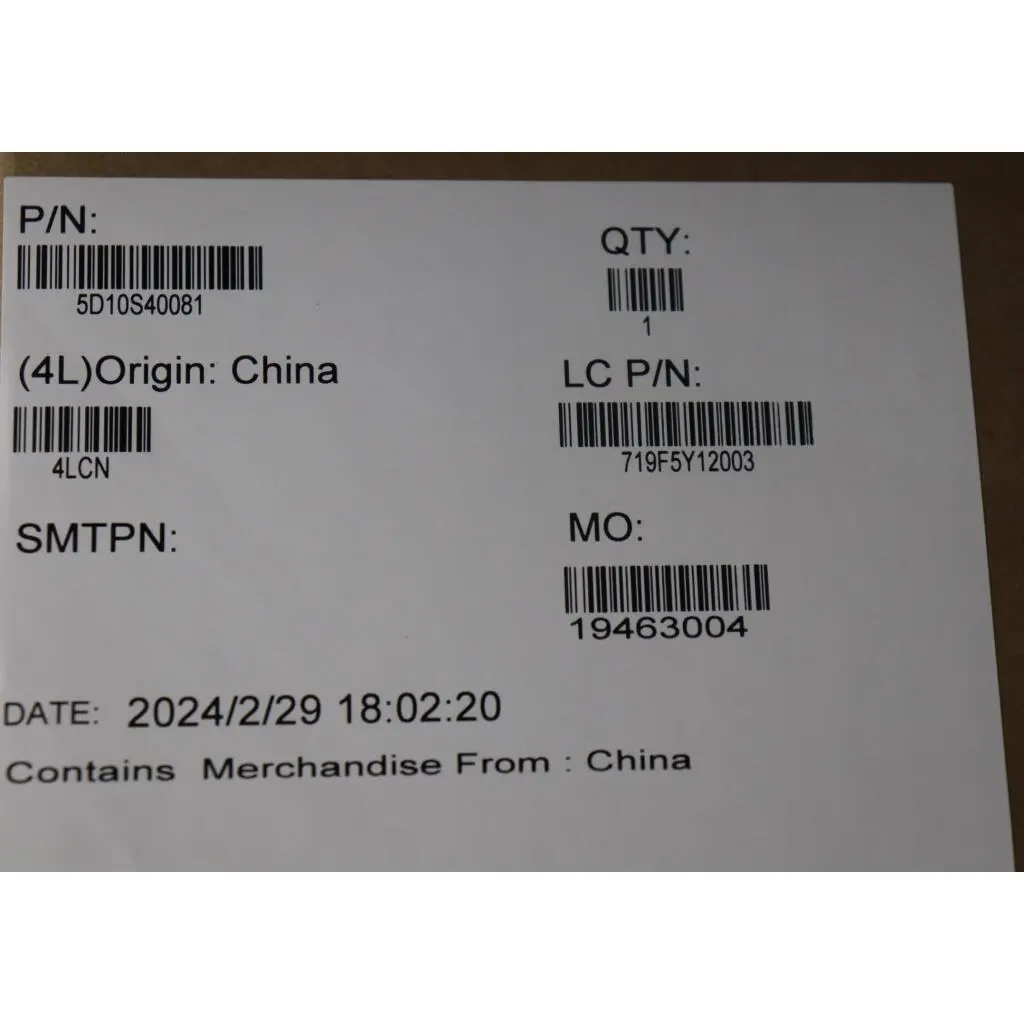 P/N:
5D10S40081
QTY:
1
(4L)Origin: China
4LCN
LC P/N:
719F5Y12003
SMTPN:
MO:
19463004
DATE: 2024/2/29 18:02:20
Contains Merchandise From : China